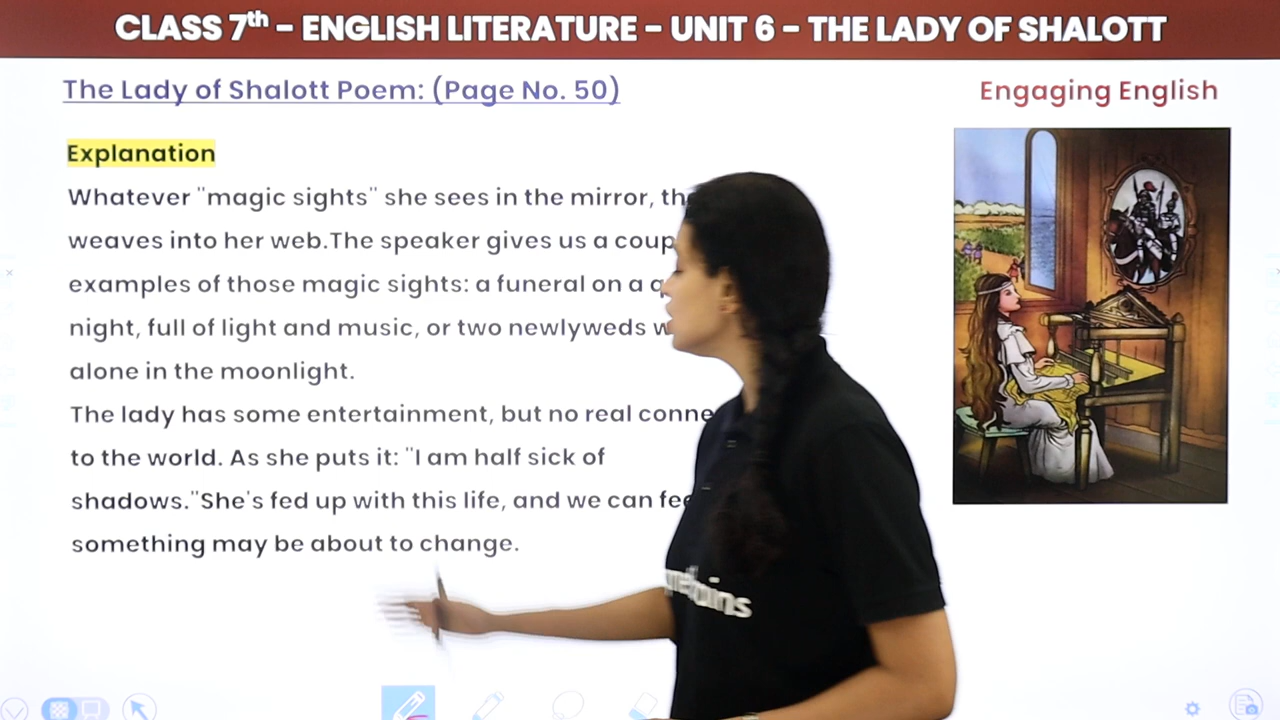 CLASS 7th – ENGLISH LITERATURE – UNIT 6 – THE LADY OF SHALOTT
The Lady of Shalott Poem: (Page No. 50)
Engaging English
Explanation
Whatever "magic sights" she sees in the mirror,
weaves into her web.The speaker gives us a
examples of those magic sights: a funeral on a
night, full of light and music, or two newlyweds
alone in the moonlight.
The lady has some entertainment, but no real
to the world. As she puts it: "I am half sick of
shadows."She's fed up with this life, and we can
something may be about to change.